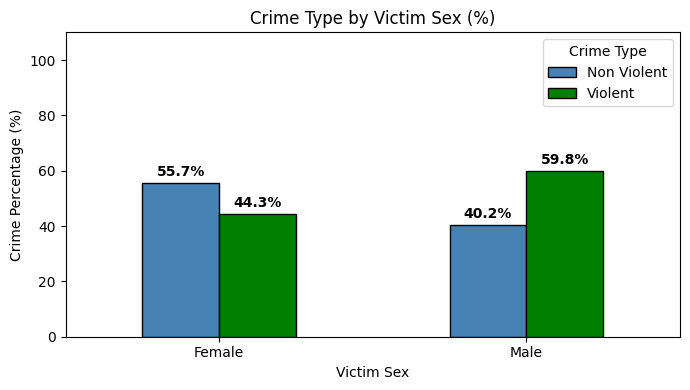 Crime Type by Victim Sex (%)
Crime Percentage (%)
100
80
60
40
20
0
Crime Type
Non Violent
Violent
55.7%
44.3%
40.2%
59.8%
Female
Male
Victim Sex